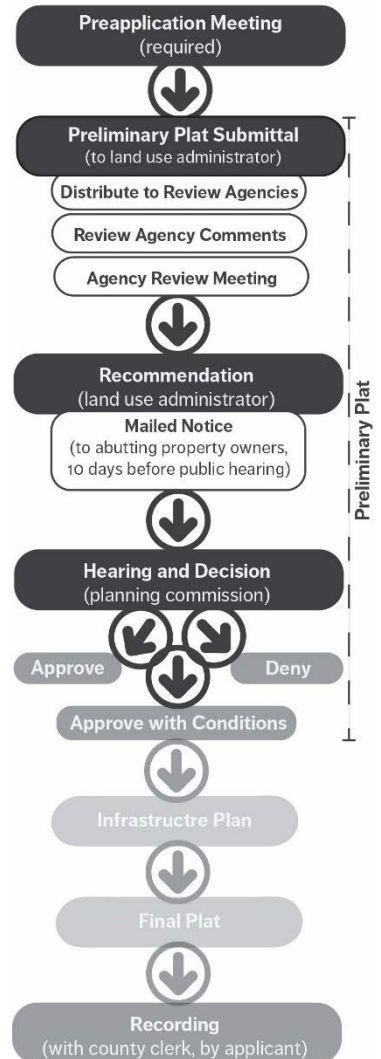 Preapplication Meeting
(required)
Preliminary Plat Submittal
(to land use administrator)
Distribute to Review Agencies
Review Agency Comments
Agency Review Meeting
Recommendation
(land use administrator)
Mailed Notice
(to abutting property owners,
10 days before public hearing)
Hearing and Decision
(planning commission)
Approve
Deny
Approve with Conditions
Preliminary Plat
Infrastructre Plan
Final Plat
Recording
(with county clerk, by applicant)